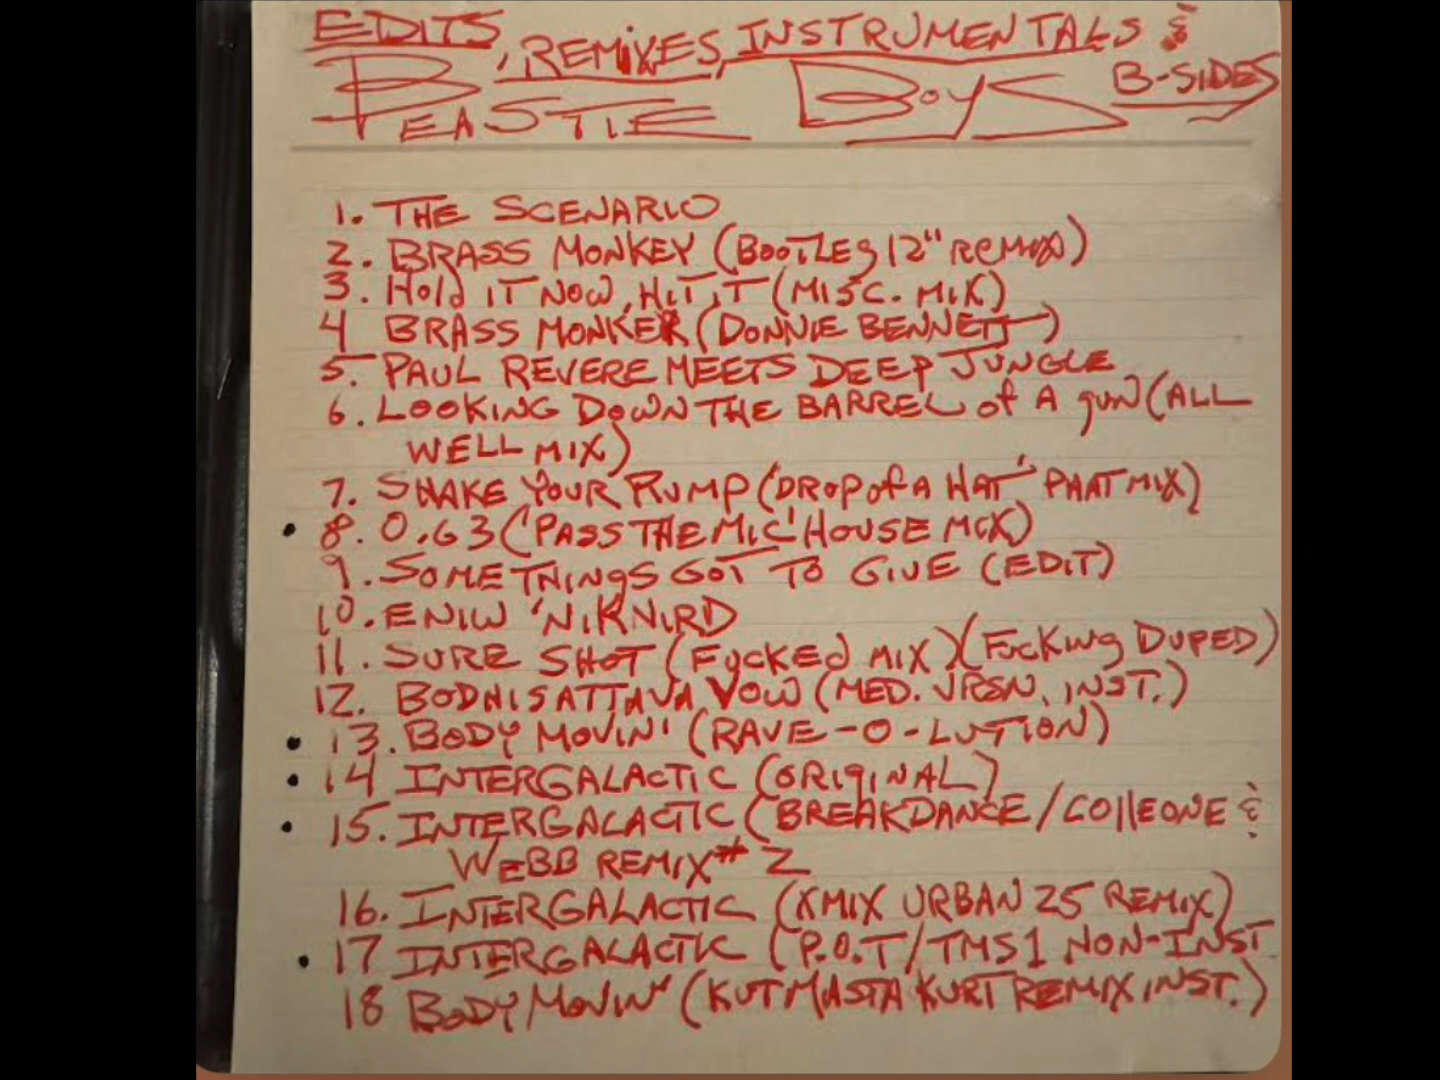 EDITS, REMIXES, INSTRUMENTALS &
B-SIDES
BEASTIE BOYS
1. THE SCENARIO
2. BRASS MONKEY (BOOTLEG 12" REMIX)
3. HOLD IT NOW, HIT IT (MISC. MIX)
4 BRASS MONKEY (DONNIE BENNETT)
5. PAUL REVERE MEETS DEEP JUNGLE
6. LOOKING DOWN THE BARREL OF A GUN (ALL
WELL MIX)
7. SHAKE YOUR RUMP ('DROP OF A HAT' PHAT MIX)
• 8. 0.63 ('PASS THE MIC' HOUSE MIX)
9. SOMETHINGS GOT TO GIVE (EDIT)
10. ENIW 'NIKNIRD
11. SURE SHOT (FUCKED MIX) (FUCKING DUPED)
12. BODHISATTAVA VOW (MED. VRSN. INST.)
• 13. BODY MOVIN' (RAVE-O-LUTION)
• 14 INTERGALACTIC (ORIGINAL)
• 15. INTERGALACTIC (BREAKDANCE/COLLEONE &
WEBB REMIX # 2
16. INTERGALACTIC (XMIX URBAN 25 REMIX)
• 17 INTERGALACTIC (P.O.T/TMS1 NON-INST
18 BODY MOVIN' (KUT MASTA KURT REMIX INST.)